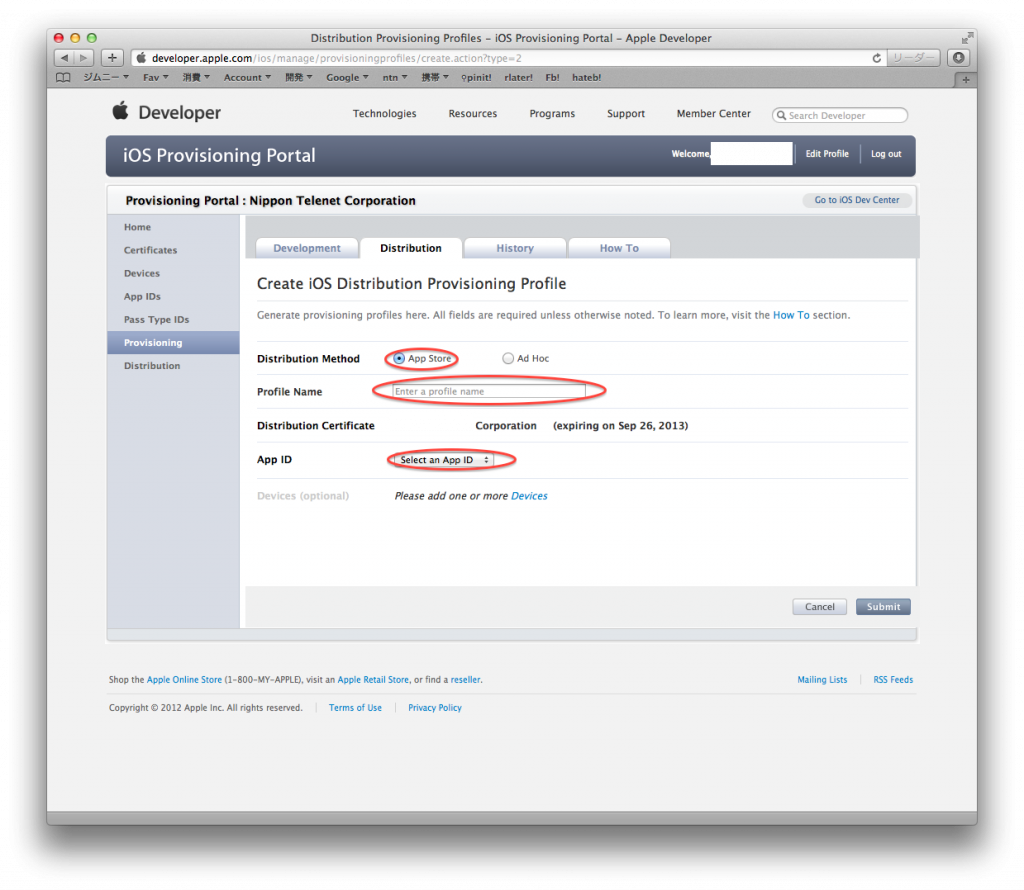 Distribution Provisioning Profiles – iOS Provisioning Portal – Apple Developer
developer.apple.com/ios/manage/provisioningprofiles/create.action?type=2 リーダー
ジムニー Fav 消費 Account 開発 Google ntn 携帯 ♀pinit! rlater! Fb! hateb!
Developer Technologies Resources Programs Support Member Center Search Developer
iOS Provisioning Portal Welcome, Edit Profile Log out
Provisioning Portal : Nippon Telenet Corporation Go to iOS Dev Center
Home
Certificates
Devices
App IDs
Pass Type IDs
Provisioning
Distribution
Development Distribution History How To
Create iOS Distribution Provisioning Profile
Generate provisioning profiles here. All fields are required unless otherwise noted. To learn more, visit the How To section.
Distribution Method App Store Ad Hoc
Profile Name Enter a profile name
Distribution Certificate Corporation (expiring on Sep 26, 2013)
App ID Select an App ID
Devices (optional) Please add one or more Devices
Cancel Submit
Shop the Apple Online Store (1-800-MY-APPLE), visit an Apple Retail Store, or find a reseller. Mailing Lists RSS Feeds
Copyright © 2012 Apple Inc. All rights reserved. Terms of Use Privacy Policy